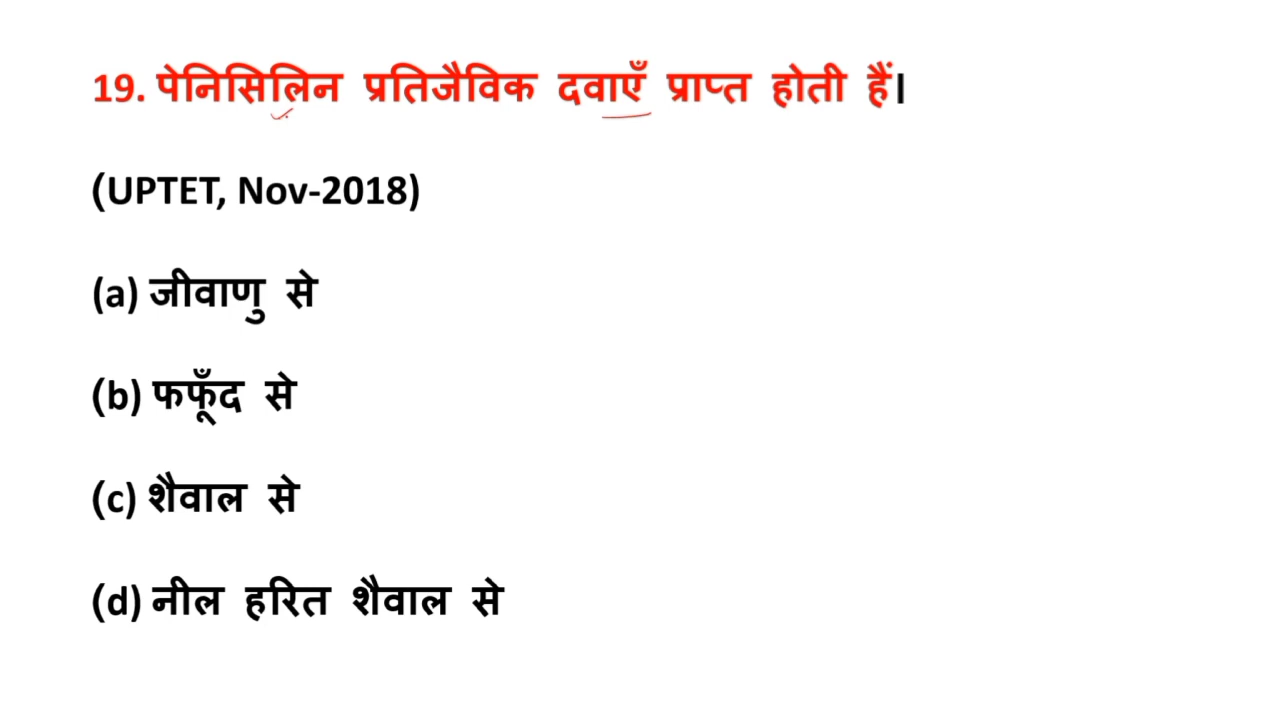 19. पेनिसिलिन प्रतिजैविक दवाएँ प्राप्त होती हैं।
(UPTET, Nov-2018)
(a) जीवाणु से
(b) फफूँद से
(c) शैवाल से
(d) नील हरित शैवाल से